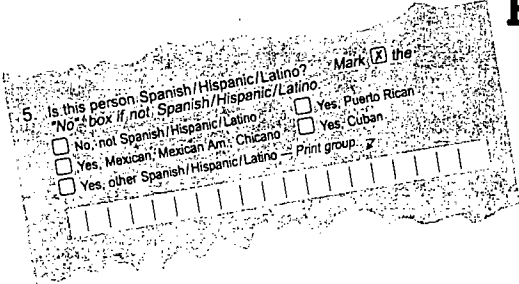 5. Is this person Spanish/Hispanic/Latino? Mark X the
"No" box if not Spanish/Hispanic/Latino.
No, not Spanish/Hispanic/Latino
Yes, Puerto Rican
Yes, Mexican, Mexican Am., Chicano
Yes, Cuban
Yes, other Spanish/Hispanic/Latino — Print group.